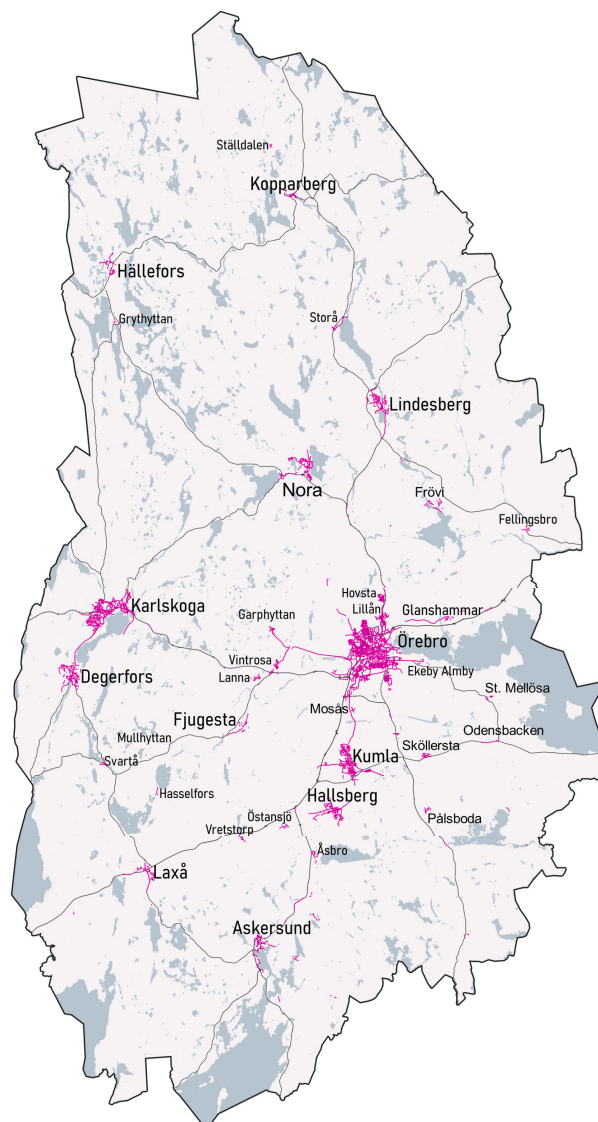 Ställdalen
Kopparberg
Hällefors
Grythyttan
Storå
Lindesberg
Nora
Frövi
Fellingsbro
Hovsta
Lillån
Karlskoga
Garphyttan
Glanshammar
Örebro
Vintrosa
Ekeby Almby
Lanna
Degerfors
St. Mellösa
Mosås
Fjugesta
Mullhyttan
Odensbacken
Sköllersta
Svartå
Kumla
Hasselfors
Hallsberg
Östansjö
Pålsboda
Vretstorp
Åsbro
Laxå
Askersund